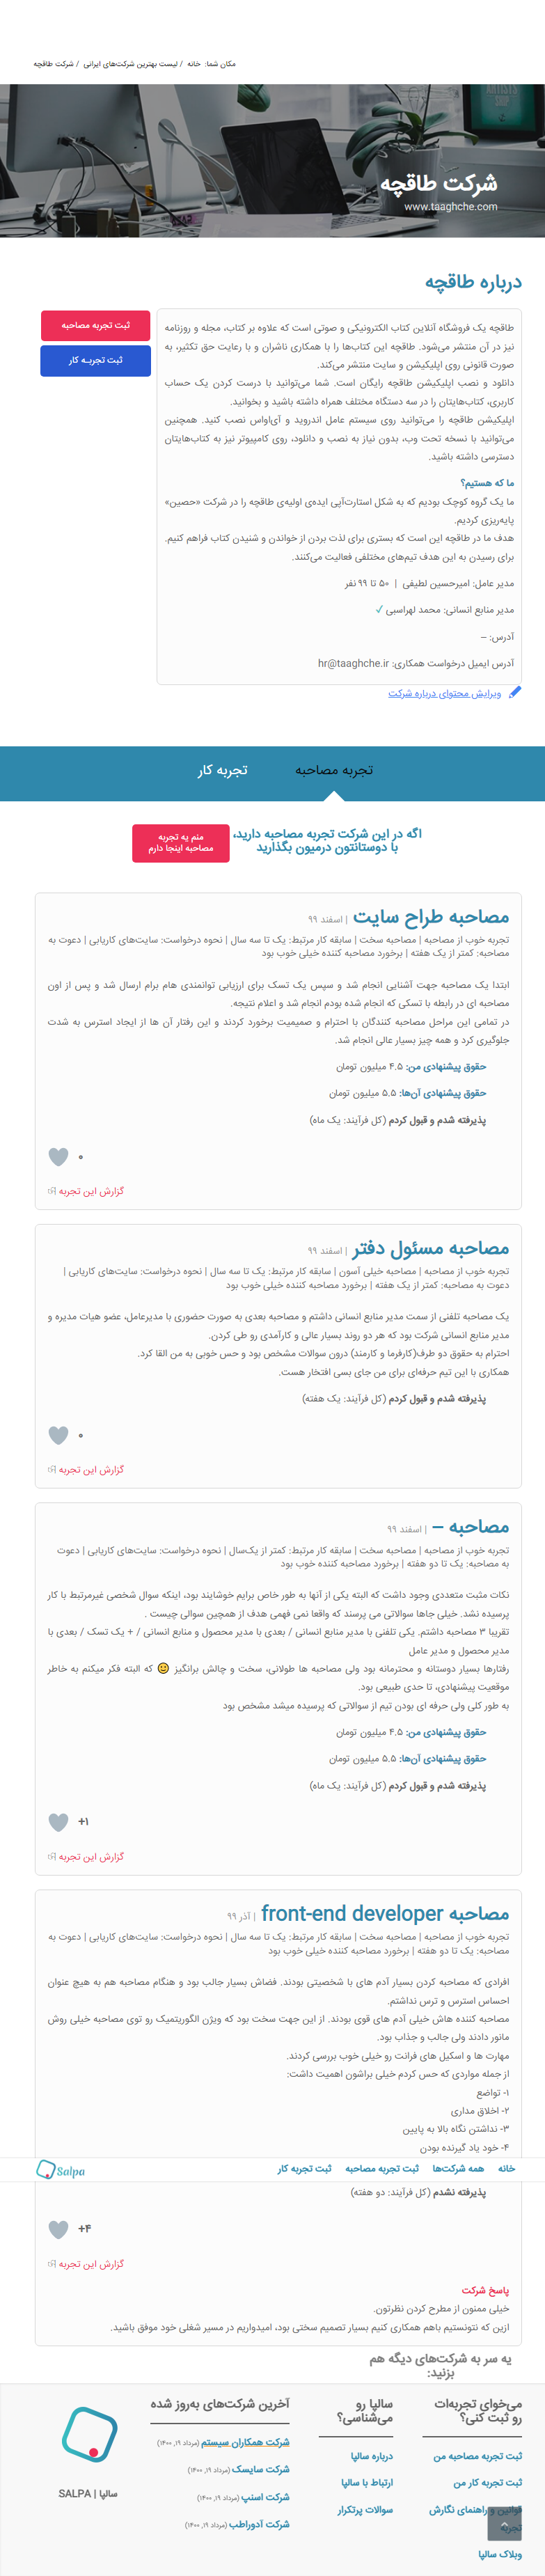 مکان شما: خانه / لیست بهترین شرکت‌های ایرانی / شرکت طاقچه
شرکت طاقچه
www.taaghche.com
درباره طاقچه
ثبت تجربه مصاحبه
ثبت تجربـه کار
طاقچه یک فروشگاه آنلاین کتاب الکترونیکی و صوتی است که علاوه بر کتاب، مجله و روزنامه
نیز در آن منتشر می‌شود. طاقچه این کتاب‌ها را با همکاری ناشران و با رعایت حق تکثیر، به
صورت قانونی روی اپلیکیشن و سایت منتشر می‌کند.
دانلود و نصب اپلیکیشن طاقچه رایگان است. شما می‌توانید با درست کردن یک حساب
کاربری، کتاب‌هایتان را در سه دستگاه مختلف همراه داشته باشید و بخوانید.
اپلیکیشن طاقچه را می‌توانید روی سیستم عامل اندروید و آی‌اواس نصب کنید. همچنین
می‌توانید با نسخه تحت وب، بدون نیاز به نصب و دانلود، روی کامپیوتر نیز به کتاب‌هایتان
دسترسی داشته باشید.
ما که هستیم؟
ما یک گروه کوچک بودیم که به شکل استارت‌آپی ایده‌ی اولیه‌ی طاقچه را در شرکت «حصین»
پایه‌ریزی کردیم.
هدف ما در طاقچه این است که بستری برای لذت بردن از خواندن و شنیدن کتاب فراهم کنیم.
برای رسیدن به این هدف تیم‌های مختلفی فعالیت می‌کنند.
مدیر عامل: امیرحسین لطیفی | ۵۰ تا ۹۹ نفر
مدیر منابع انسانی: محمد لهراسبی ✓
آدرس: –
آدرس ایمیل درخواست همکاری: hr@taaghche.ir
ویرایش محتوای درباره شرکت
تجربه مصاحبه
تجربه کار
اگه در این شرکت تجربه مصاحبه دارید،
با دوستانتون درمیون بگذارید
منم یه تجربه
مصاحبه اینجا دارم
مصاحبه طراح سایت | اسفند ۹۹
تجربه خوب از مصاحبه | مصاحبه سخت | سابقه کار مرتبط: یک تا سه سال | نحوه درخواست: سایت‌های کاریابی | دعوت به
مصاحبه: کمتر از یک هفته | برخورد مصاحبه کننده خیلی خوب بود
ابتدا یک مصاحبه جهت آشنایی انجام شد و سپس یک تسک برای ارزیابی توانمندی هام برام ارسال شد و پس از اون
مصاحبه ای در رابطه با تسکی که انجام شده بودم انجام شد و اعلام نتیجه.
در تمامی این مراحل مصاحبه کنندگان با احترام و صمیمیت برخورد کردند و این رفتار آن ها از ایجاد استرس به شدت
جلوگیری کرد و همه چیز بسیار عالی انجام شد.
حقوق پیشنهادی من: ۴.۵ میلیون تومان
حقوق پیشنهادی آن‌ها: ۵.۵ میلیون تومان
پذیرفته شدم و قبول کردم (کل فرآیند: یک ماه)
۰
گزارش این تجربه
مصاحبه مسئول دفتر | اسفند ۹۹
تجربه خوب از مصاحبه | مصاحبه خیلی آسون | سابقه کار مرتبط: یک تا سه سال | نحوه درخواست: سایت‌های کاریابی |
دعوت به مصاحبه: کمتر از یک هفته | برخورد مصاحبه کننده خیلی خوب بود
یک مصاحبه تلفنی از سمت مدیر منابع انسانی داشتم و مصاحبه بعدی به صورت حضوری با مدیرعامل، عضو هیات مدیره و
مدیر منابع انسانی شرکت بود که هر دو روند بسیار عالی و کارآمدی رو طی کردن.
احترام به حقوق دو طرف(کارفرما و کارمند) درون سوالات مشخص بود و حس خوبی به من القا کرد.
همکاری با این تیم حرفه‌ای برای من جای بسی افتخار هست.
پذیرفته شدم و قبول کردم (کل فرآیند: یک هفته)
۰
گزارش این تجربه
مصاحبه – | اسفند ۹۹
تجربه خوب از مصاحبه | مصاحبه سخت | سابقه کار مرتبط: کمتر از یک‌سال | نحوه درخواست: سایت‌های کاریابی | دعوت
به مصاحبه: یک تا دو هفته | برخورد مصاحبه کننده خیلی خوب بود
نکات مثبت متعددی وجود داشت که البته یکی از آنها به طور خاص برایم خوشایند بود، اینکه سوال شخصی غیرمرتبط با کار
پرسیده نشد. خیلی جاها سوالاتی می پرسند که واقعا نمی فهمی هدف از همچین سوالی چیست .
تقریبا ۳ مصاحبه داشتم. یکی تلفنی با مدیر منابع انسانی / بعدی با مدیر محصول و منابع انسانی / + یک تسک / بعدی با
مدیر محصول و مدیر عامل
رفتارها بسیار دوستانه و محترمانه بود ولی مصاحبه ها طولانی، سخت و چالش برانگیز 🙂 که البته فکر میکنم به خاطر
موقعیت پیشنهادی، تا حدی طبیعی بود.
به طور کلی ولی حرفه ای بودن تیم از سوالاتی که پرسیده میشد مشخص بود
حقوق پیشنهادی من: ۴.۵ میلیون تومان
حقوق پیشنهادی آن‌ها: ۵.۵ میلیون تومان
پذیرفته شدم و قبول کردم (کل فرآیند: یک ماه)
+۱
گزارش این تجربه
مصاحبه front-end developer | آذر ۹۹
تجربه خوب از مصاحبه | مصاحبه سخت | سابقه کار مرتبط: یک تا سه سال | نحوه درخواست: سایت‌های کاریابی | دعوت به
مصاحبه: یک تا دو هفته | برخورد مصاحبه کننده خیلی خوب بود
افرادی که مصاحبه کردن بسیار آدم های با شخصیتی بودند. فضاش بسیار جالب بود و هنگام مصاحبه هم به هیچ عنوان
احساس استرس و ترس نداشتم.
مصاحبه کننده هاش خیلی آدم های قوی بودند. از این جهت سخت بود که ویژن الگوریتمیک رو توی مصاحبه خیلی روش
مانور دادند ولی جالب و جذاب بود.
مهارت ها و اسکیل های فرانت رو خیلی خوب بررسی کردند.
از جمله مواردی که حس کردم خیلی براشون اهمیت داشت:
۱- تواضع
۲- اخلاق مداری
۳- نداشتن نگاه بالا به پایین
۴- خود یاد گیرنده بودن
خانه همه شرکت‌ها ثبت تجربه مصاحبه ثبت تجربه کار Salpa
پذیرفته نشدم (کل فرآیند: دو هفته)
+۴
گزارش این تجربه
پاسخ شرکت
خیلی ممنون از مطرح کردن نظرتون.
ازین که نتونستیم باهم همکاری کنیم بسیار تصمیم سختی بود، امیدواریم در مسیر شغلی خود موفق باشید.
یه سر به شرکت‌های دیگه هم
بزنید:
می‌خوای تجربه‌ات
رو ثبت کنی؟
ثبت تجربه مصاحبه من
ثبت تجربه کار من
قوانین و راهنمای نگارش
تجربه
وبلاگ سالپا
سالپا رو
می‌شناسی؟
درباره سالپا
ارتباط با سالپا
سوالات پرتکرار
آخرین شرکت‌های به‌روز شده
شرکت همکاران سیستم (مرداد ۱۹, ۱۴۰۰)
شرکت سایسک (مرداد ۱۹, ۱۴۰۰)
شرکت اسنپ (مرداد ۱۹, ۱۴۰۰)
شرکت آدوراطب (مرداد ۱۹, ۱۴۰۰)
سالپا | SALPA